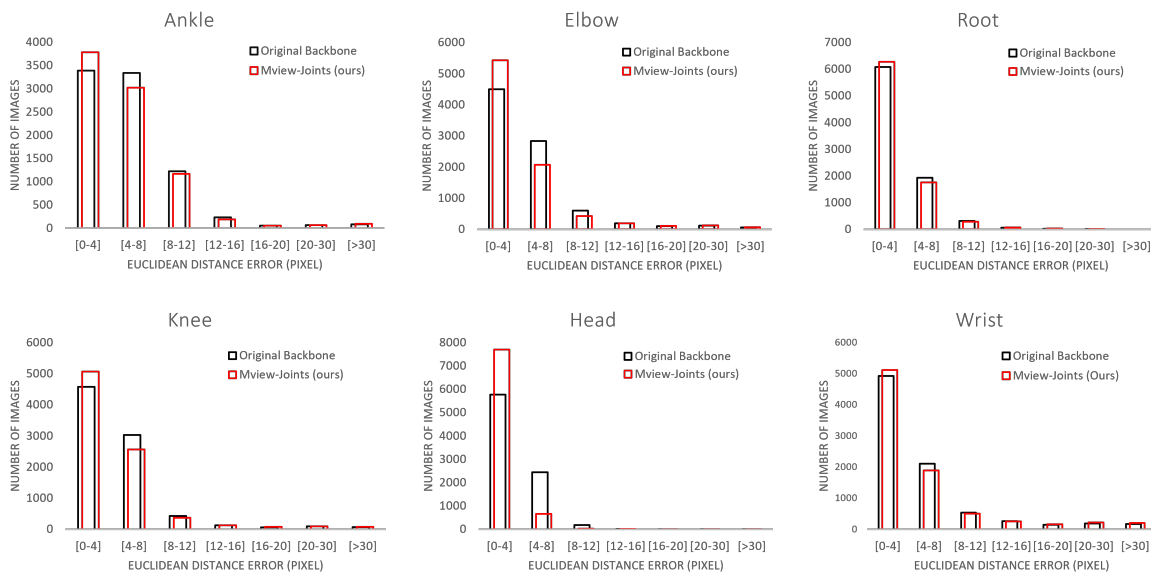 Ankle
Original Backbone
Mview-Joints (ours)
NUMBER OF IMAGES
4000
3500
3000
2500
2000
1500
1000
500
0
[0-4] [4-8] [8-12] [12-16] [16-20] [20-30] [>30]
EUCLIDEAN DISTANCE ERROR (PIXEL)
Elbow
Original Backbone
Mview-Joints (ours)
NUMBER OF IMAGES
6000
5000
4000
3000
2000
1000
0
[0-4] [4-8] [8-12] [12-16] [16-20] [20-30] [>30]
EUCLIDEAN DISTANCE ERROR (PIXEL)
Root
Original Backbone
Mview-Joints (ours)
NUMBER OF IMAGES
7000
6000
5000
4000
3000
2000
1000
0
[0-4] [4-8] [8-12] [12-16] [16-20] [20-30] [>30]
EUCLIDEAN DISTANCE ERROR (PIXEL)
Knee
Original Backbone
Mview-Joints (ours)
NUMBER OF IMAGES
6000
5000
4000
3000
2000
1000
0
[0-4] [4-8] [8-12] [12-16] [16-20] [20-30] [>30]
EUCLIDEAN DISTANCE ERROR (PIXEL)
Head
Original Backbone
Mview-Joints (ours)
NUMBER OF IMAGES
8000
7000
6000
5000
4000
3000
2000
1000
0
[0-4] [4-8] [8-12] [12-16] [16-20] [20-30] [>30]
EUCLIDEAN DISTANCE ERROR (PIXEL)
Wrist
Original Backbone
Mview-Joints (Ours)
NUMBER OF IMAGES
6000
5000
4000
3000
2000
1000
0
[0-4] [4-8] [8-12] [12-16] [16-20] [20-30] [>30]
EUCLIDEAN DISTANCE ERROR (PIXEL)